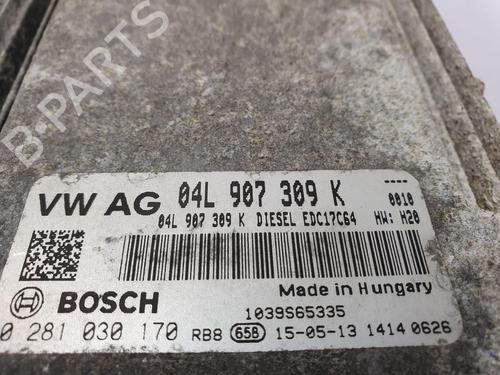 B-PARTS
VW AG 04L 907 309 K
04L 907 309 K DIESEL EDC17C64
----
0010
HW: H20
Made in Hungary
BOSCH
1039S65335
0 281 030 170 RB8 658 15-05-13 1414 0626